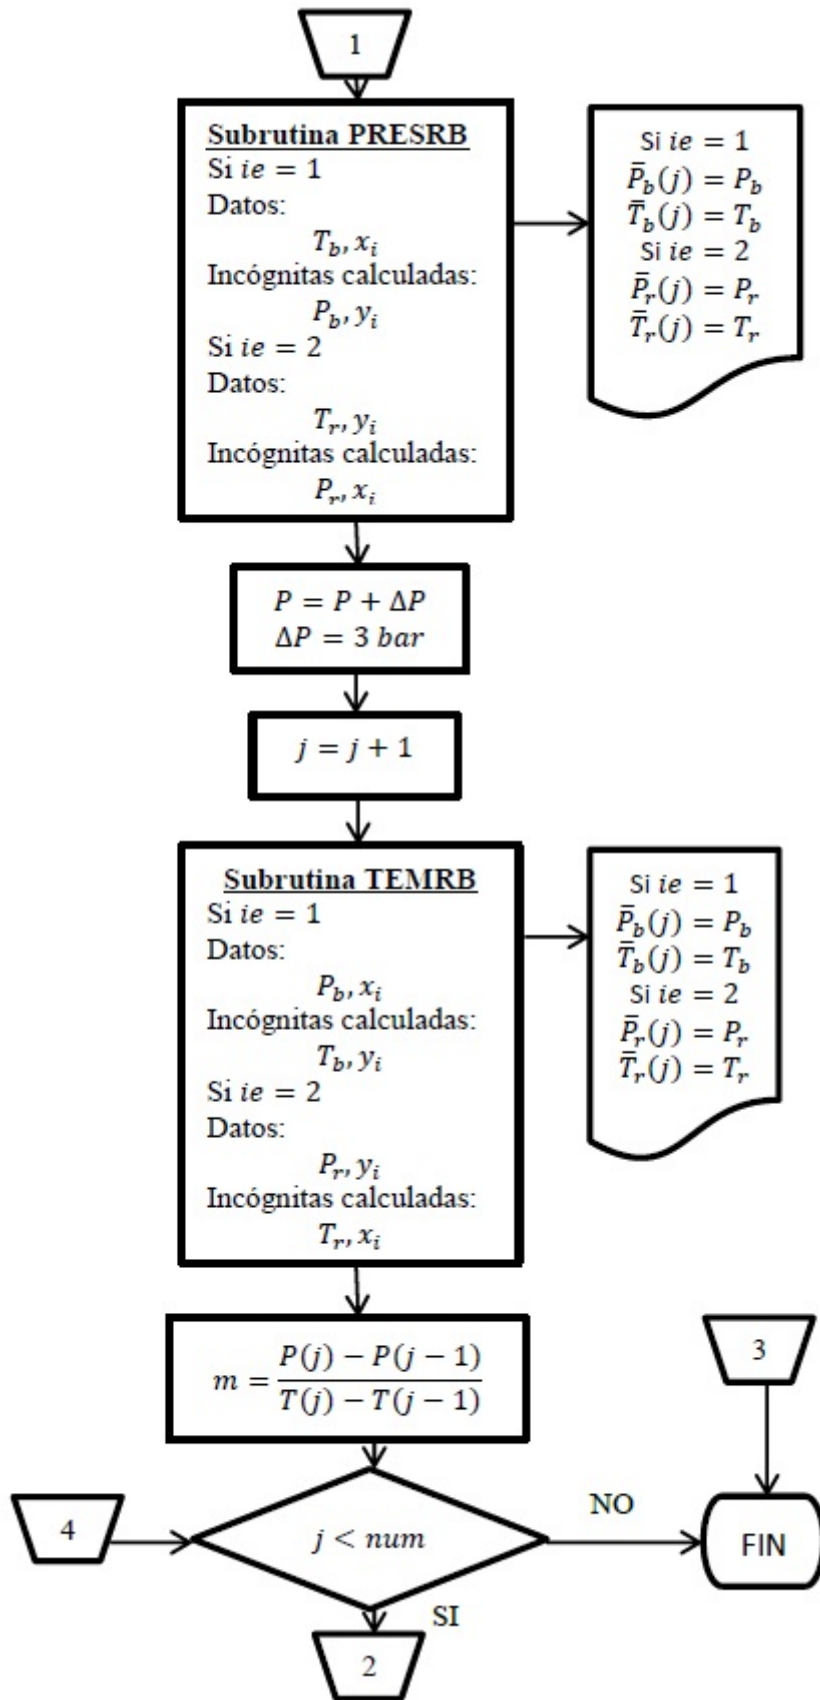 1
Subrutina PRESRB
Si ie = 1
Datos:
T_b, x_i
Incógnitas calculadas:
P_b, y_i
Si ie = 2
Datos:
T_r, y_i
Incógnitas calculadas:
P_r, x_i
Si ie = 1
P̄_b(j) = P_b
T̄_b(j) = T_b
Si ie = 2
P̄_r(j) = P_r
T̄_r(j) = T_r
P = P + ΔP
ΔP = 3 bar
j = j + 1
Subrutina TEMRB
Si ie = 1
Datos:
P_b, x_i
Incógnitas calculadas:
T_b, y_i
Si ie = 2
Datos:
P_r, y_i
Incógnitas calculadas:
T_r, x_i
Si ie = 1
P̄_b(j) = P_b
T̄_b(j) = T_b
Si ie = 2
P̄_r(j) = P_r
T̄_r(j) = T_r
m = (P(j) − P(j − 1))/(T(j) − T(j − 1))
3
4
j < num
NO
FIN
SI
2